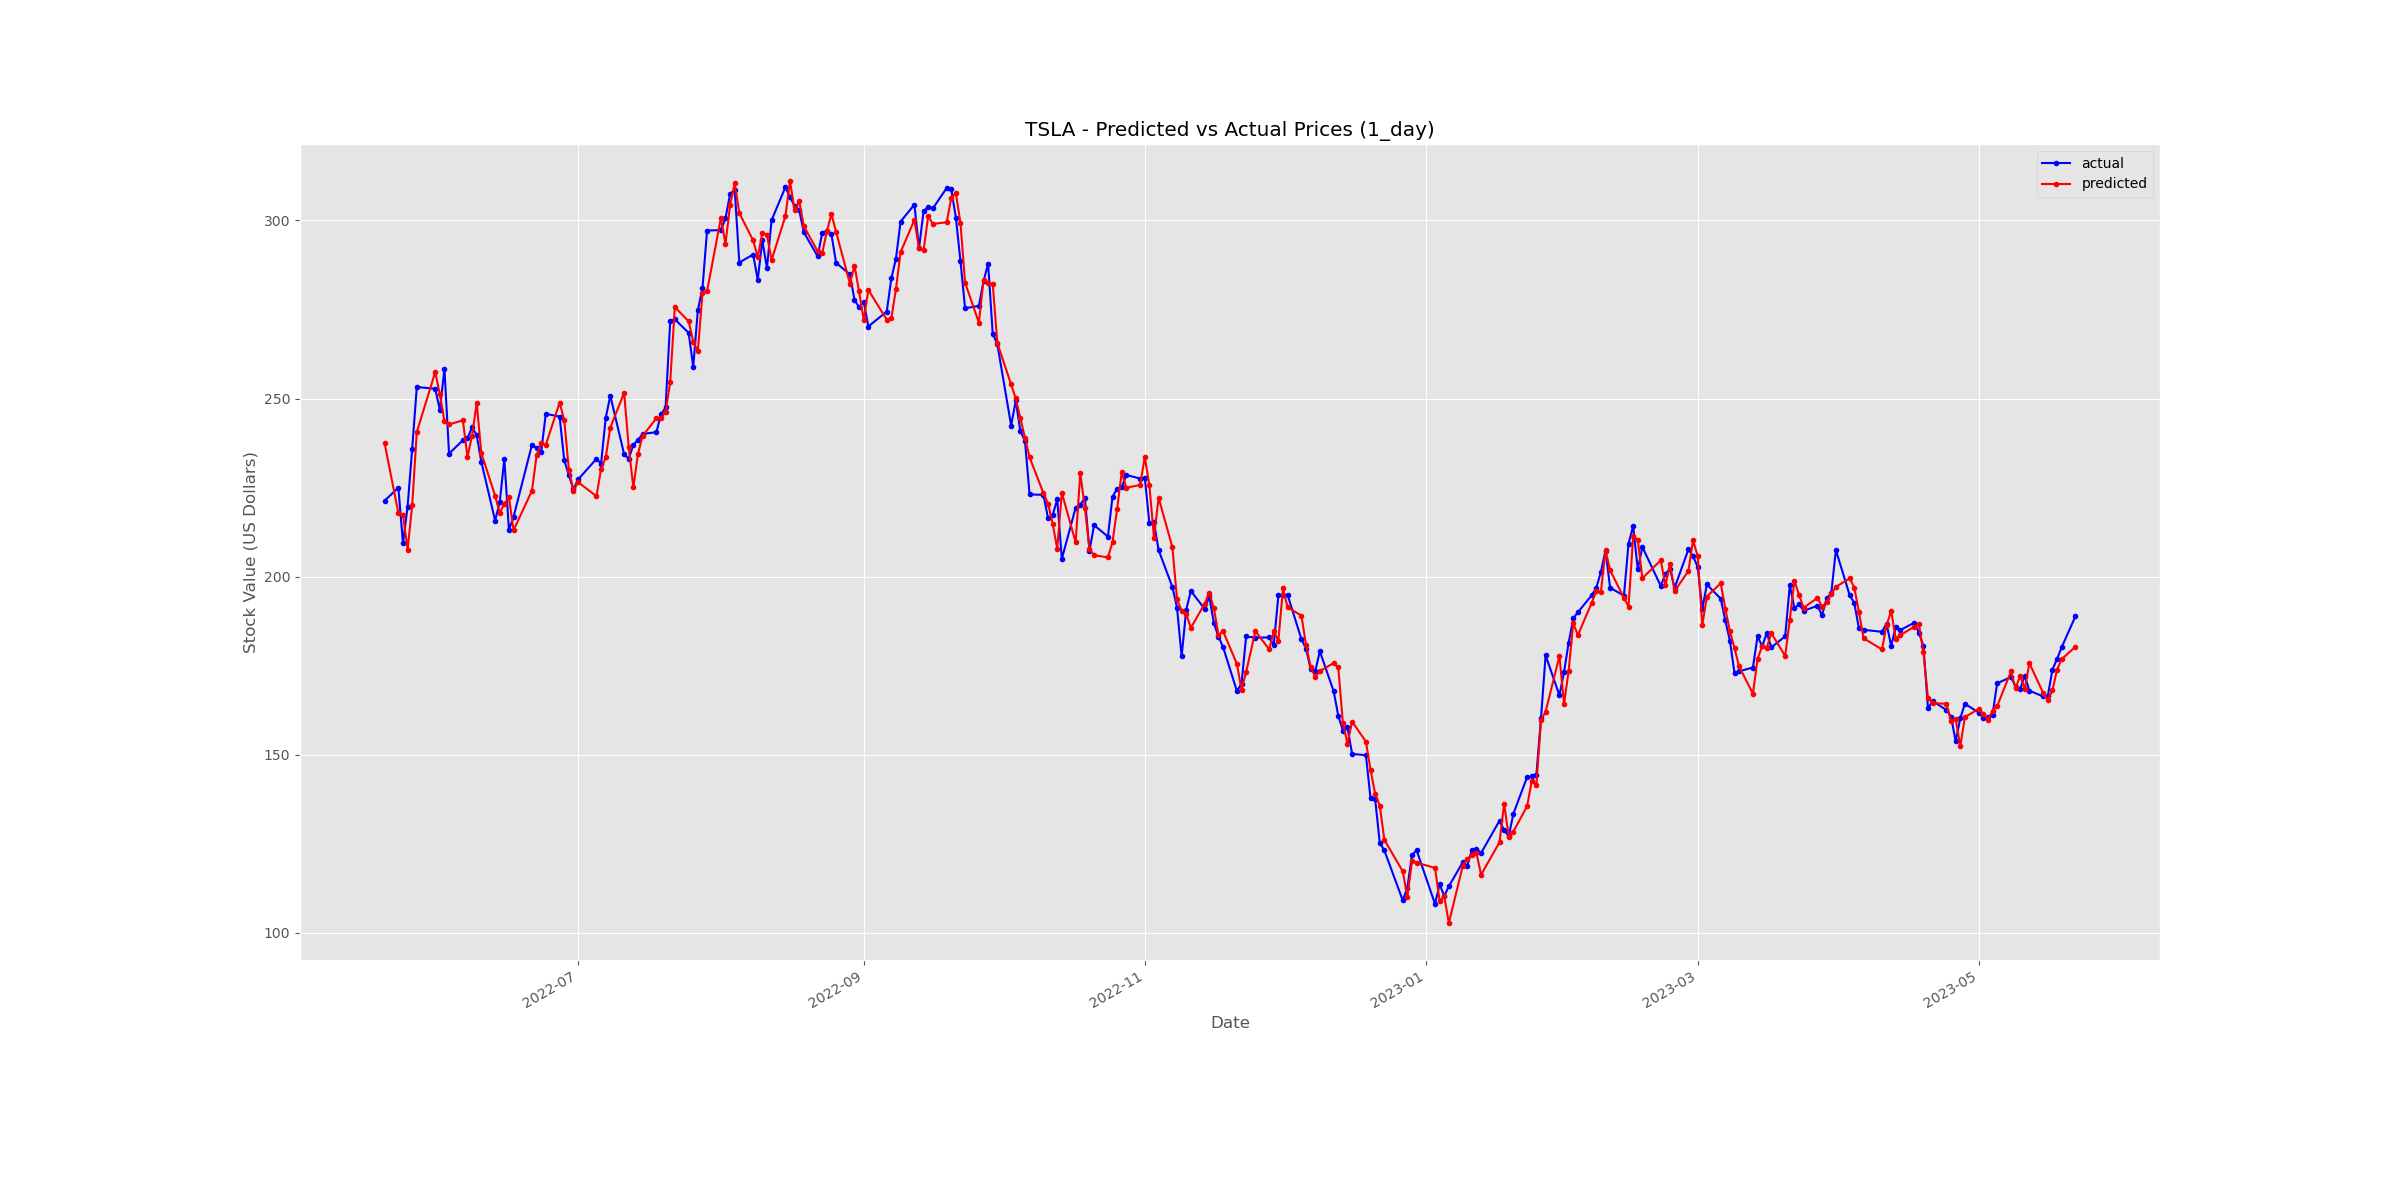 TSLA - Predicted vs Actual Prices (1_day)
actual
predicted
Stock Value (US Dollars)
300
250
200
150
100
2022-07
2022-09
2022-11
2023-01
2023-03
2023-05
Date